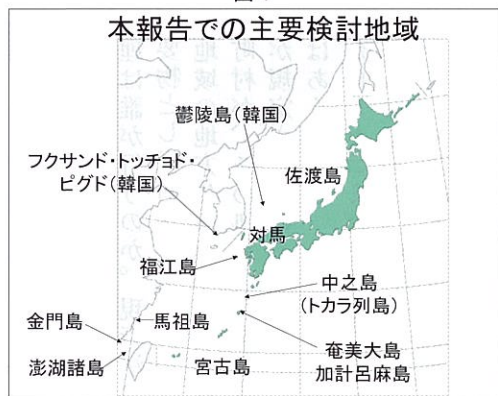 本報告での主要検討地域
鬱陵島(韓国)
フクサンド・トッチョド・
ピグド(韓国)
佐渡島
対馬
福江島
中之島
(トカラ列島)
金門島
馬祖島
奄美大島
加計呂麻島
澎湖諸島
宮古島